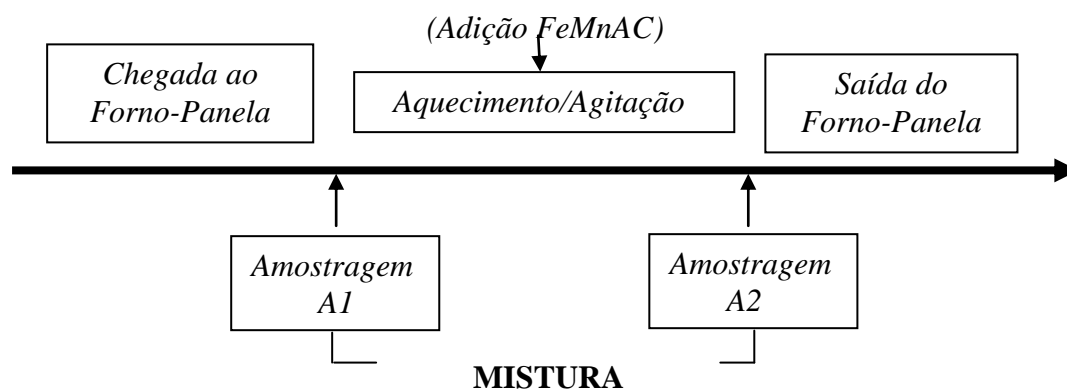 (Adição FeMnAC)
Chegada ao
Forno-Panela
Aquecimento/Agitação
Saída do
Forno-Panela
Amostragem
A1
Amostragem
A2
MISTURA